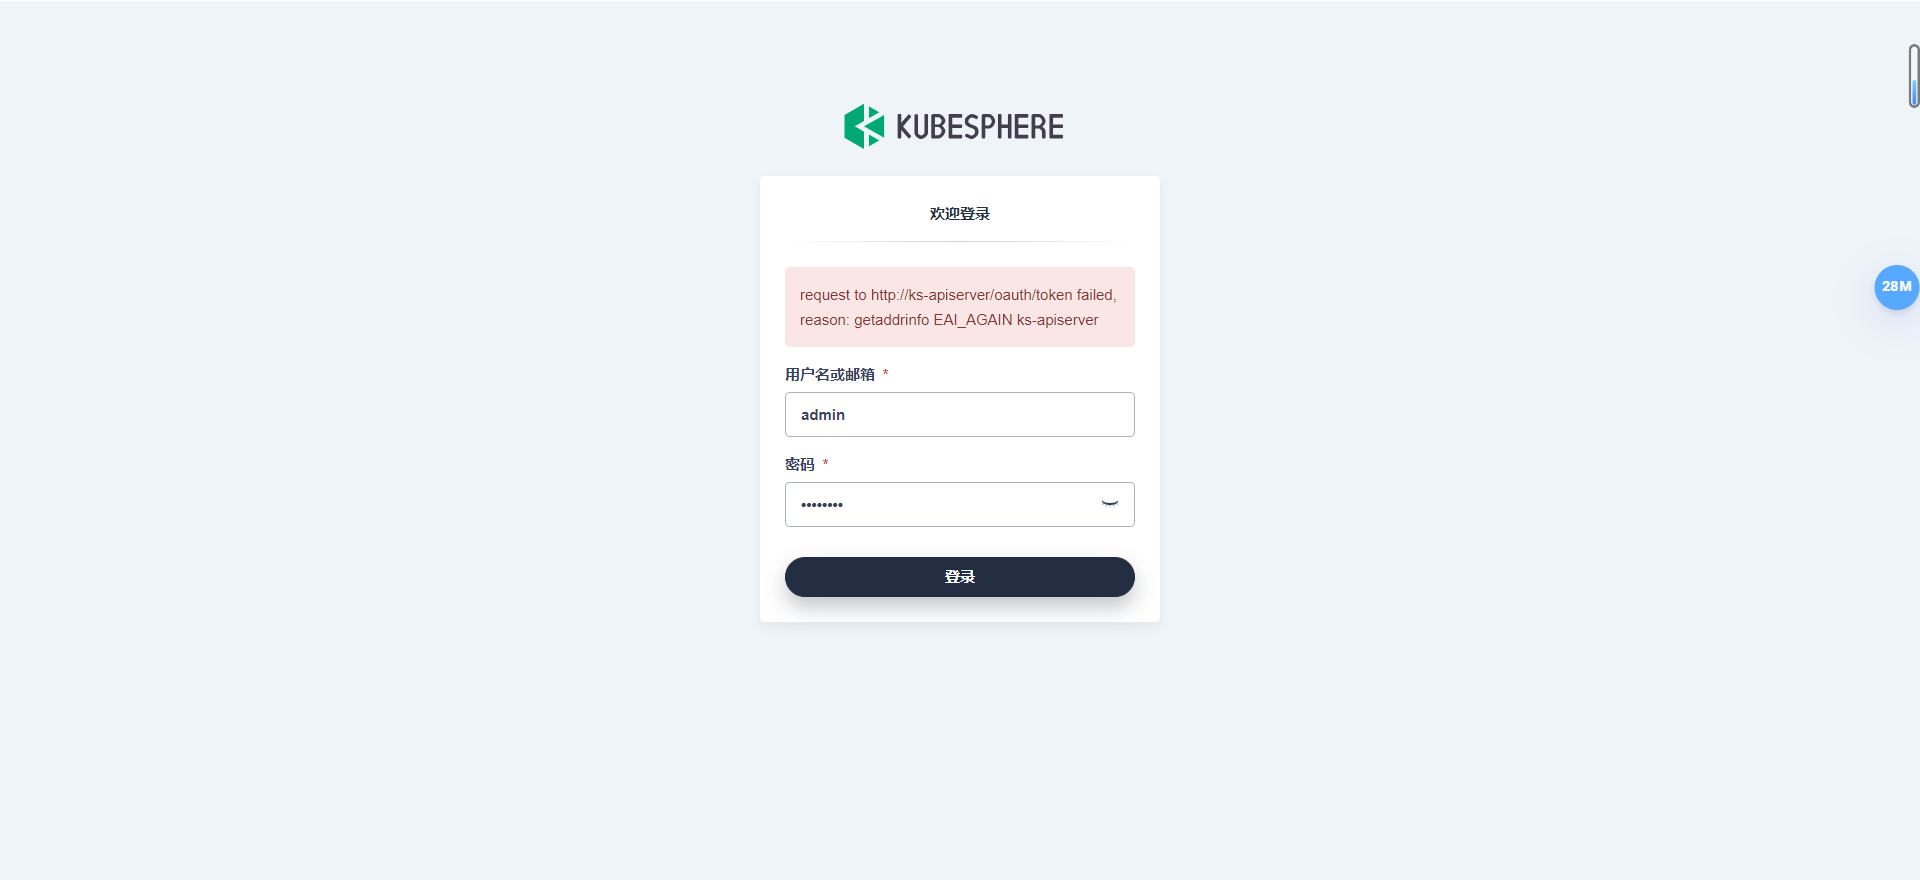 KUBESPHERE
欢迎登录
request to http://ks-apiserver/oauth/token failed,
reason: getaddrinfo EAI_AGAIN ks-apiserver
用户名或邮箱 *
admin
密码 *
••••••••
登录
28M